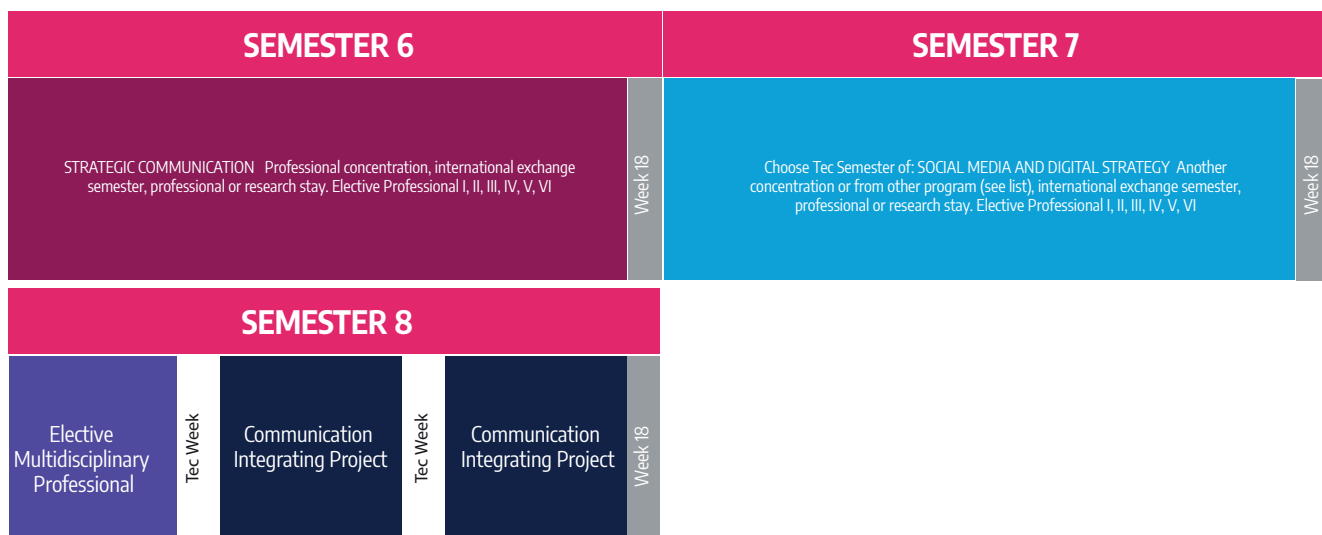 SEMESTER 6
STRATEGIC COMMUNICATION   Professional concentration, international exchange
semester, professional or research stay. Elective Professional I, II, III, IV, V, VI
Week 18
SEMESTER 7
Choose Tec Semester of: SOCIAL MEDIA AND DIGITAL STRATEGY   Another
concentration or from other program (see list), international exchange semester,
professional or research stay. Elective Professional I, II, III, IV, V, VI
Week 18
SEMESTER 8
Elective
Multidisciplinary
Professional
Tec Week
Communication
Integrating Project
Tec Week
Communication
Integrating Project
Week 18